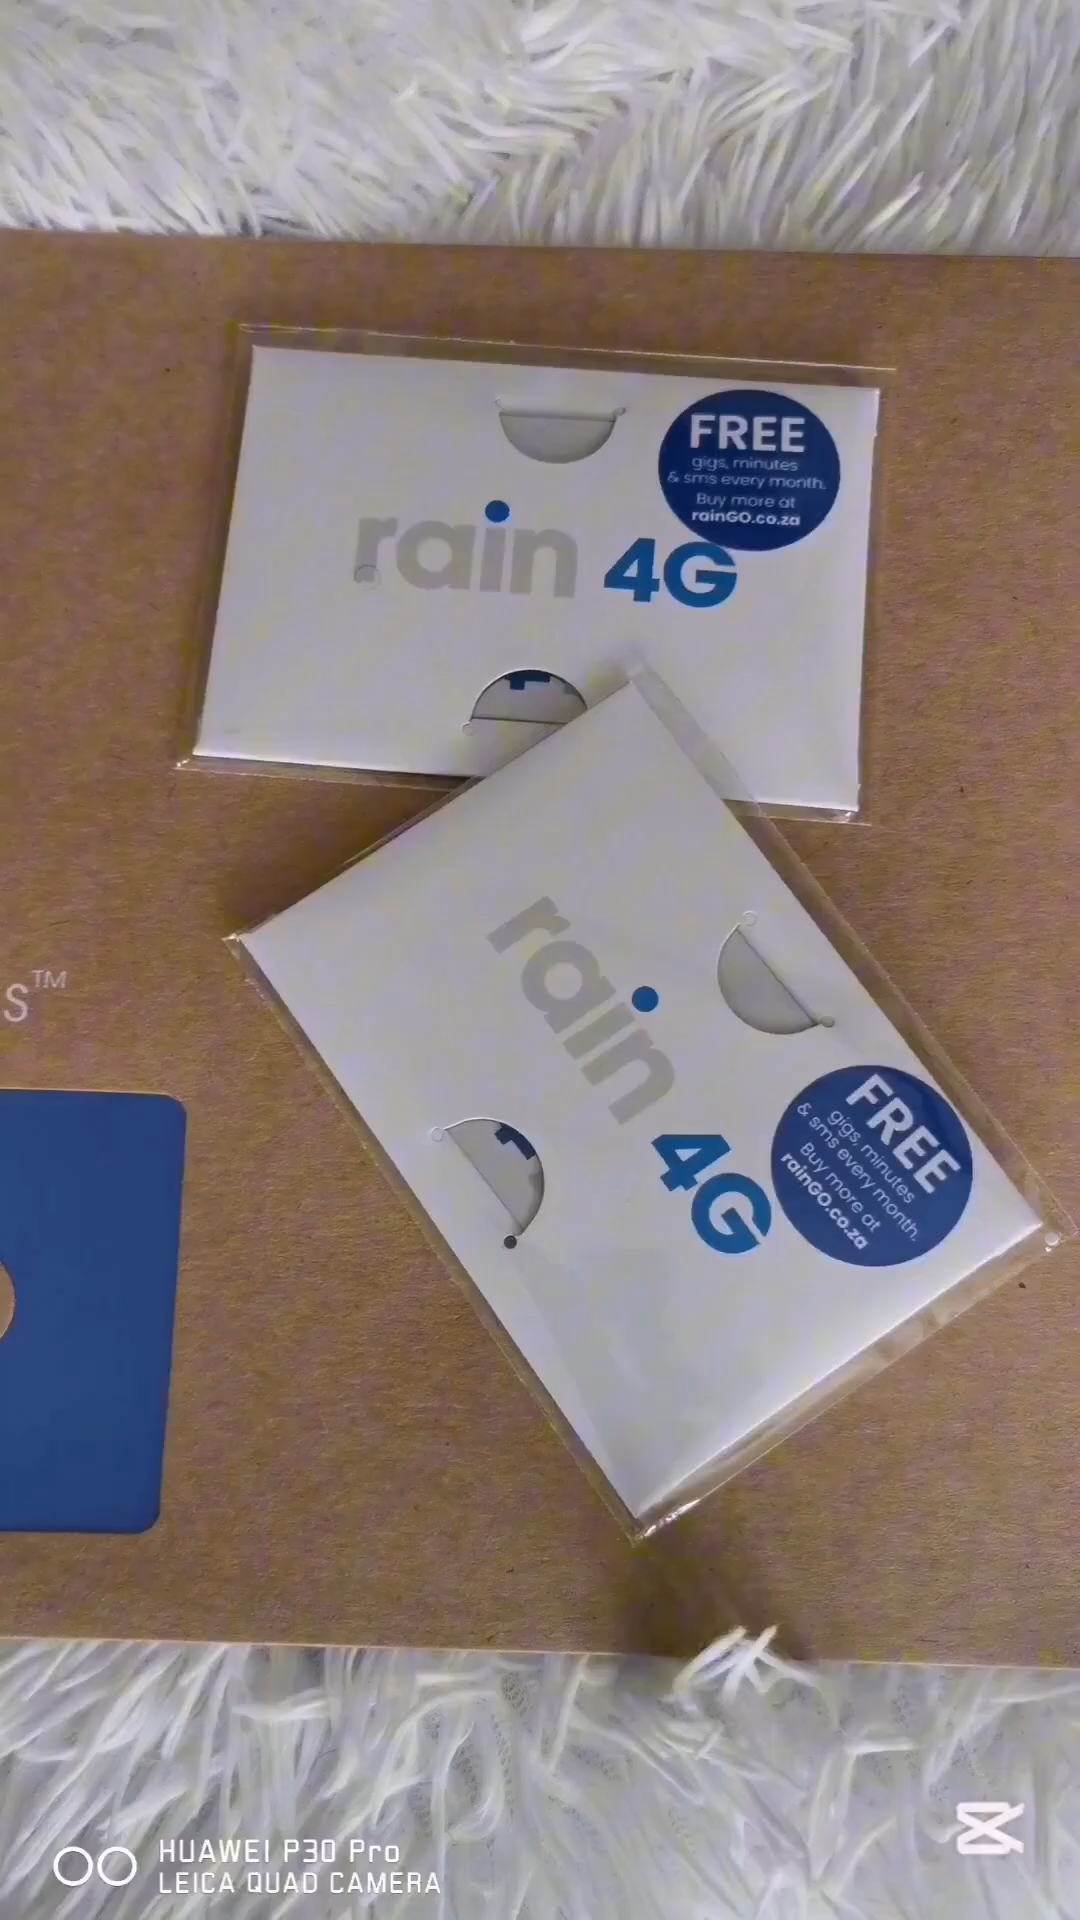 FREE
gigs, minutes
& sms every month.
Buy more at
rainGO.co.za
rain 4G
rain 4G
FREE
gigs, minutes
& sms every month.
Buy more at
rainGO.co.za
S™
HUAWEI P30 Pro
LEICA QUAD CAMERA